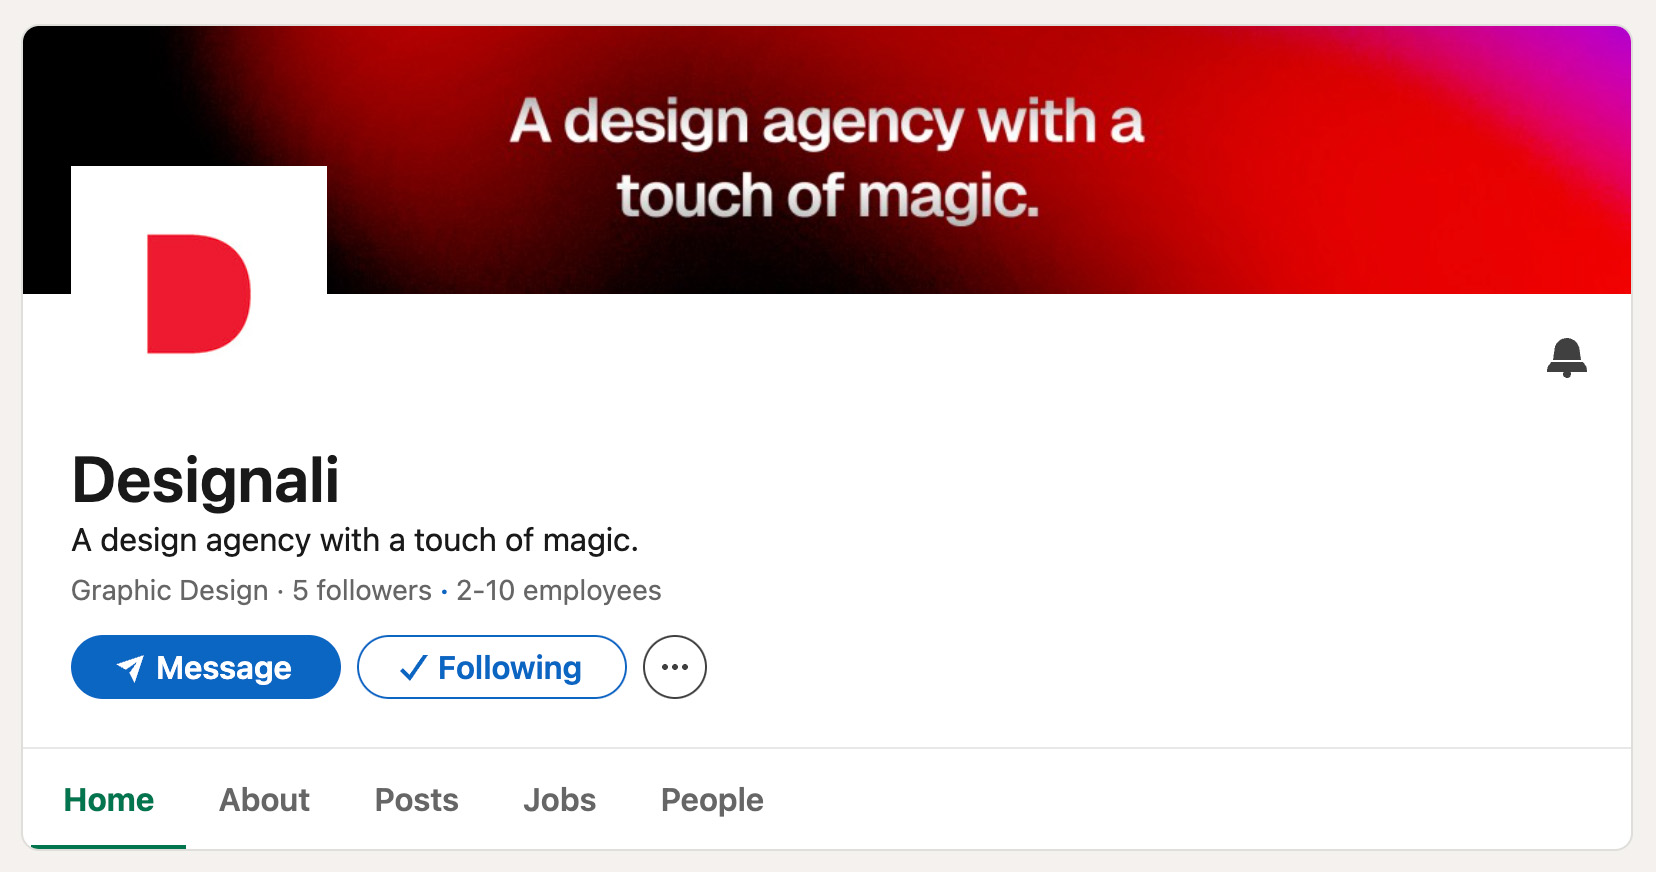 A design agency with a
touch of magic.
D
Designali
A design agency with a touch of magic.
Graphic Design · 5 followers · 2-10 employees
Message
Following
Home
About
Posts
Jobs
People